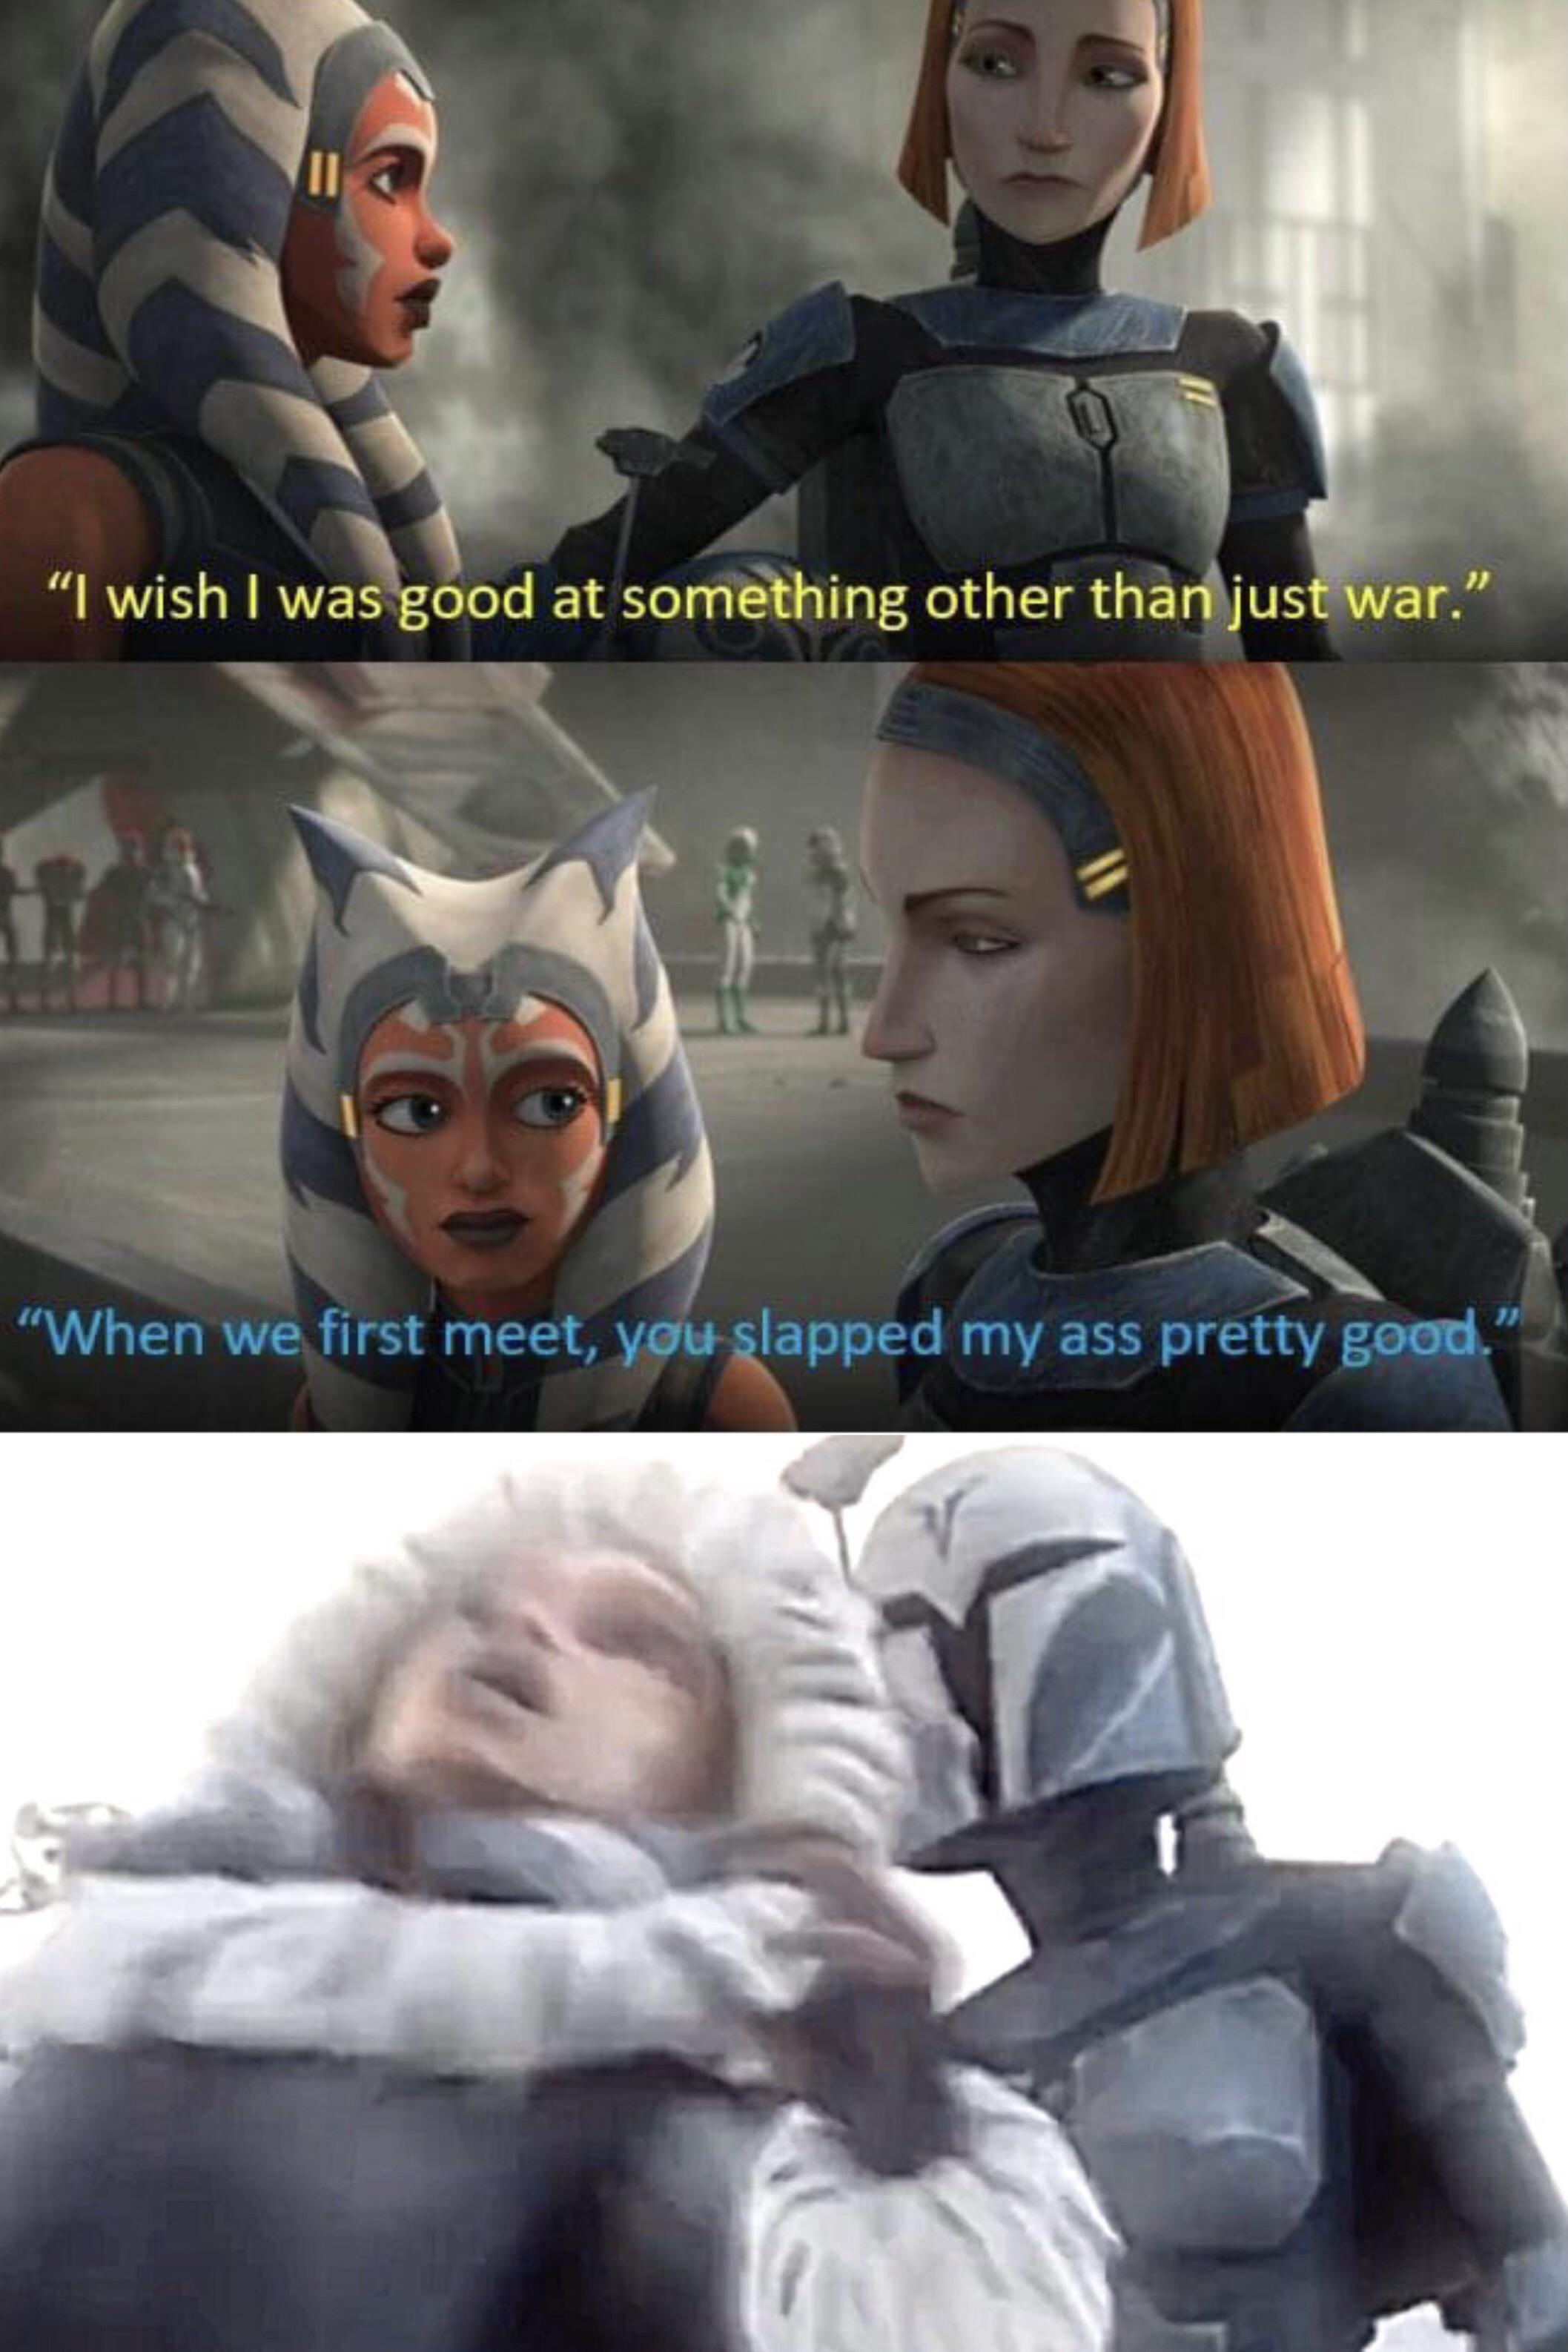 “I wish I was good at something other than just war.”
“When we first meet, you slapped my ass pretty good.”